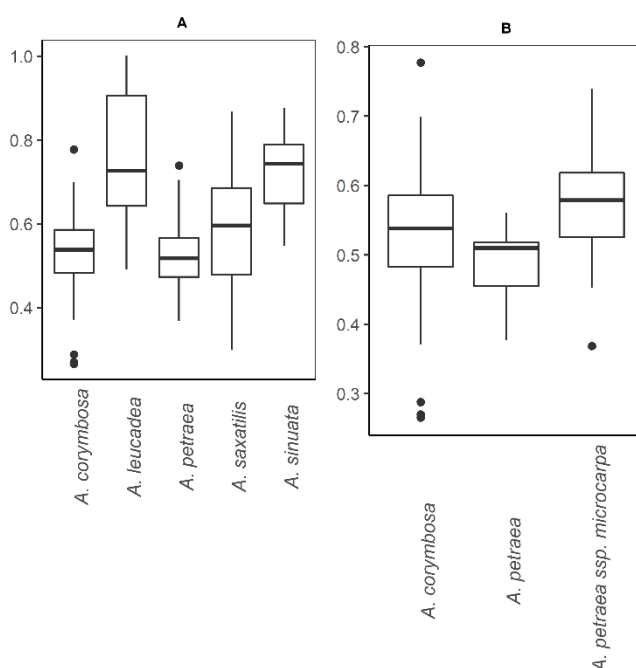 A
1.0
0.8
0.6
0.4
A. corymbosa
A. leucadea
A. petraea
A. saxatilis
A. sinuata
B
0.8
0.7
0.6
0.5
0.4
0.3
A. corymbosa
A. petraea
A. petraea ssp. microcarpa